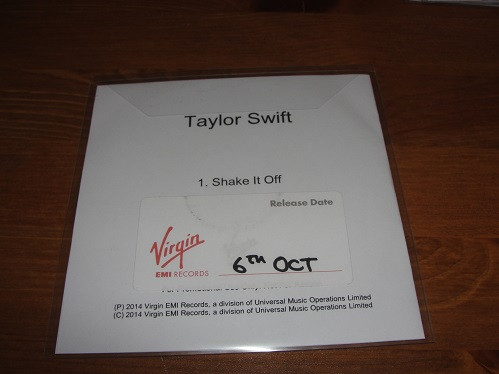 Taylor Swift
1. Shake It Off
Release Date
Virgin
EMI RECORDS
6TH OCT
(P) 2014 Virgin EMI Records, a division of Universal Music Operations Limited
(C) 2014 Virgin EMI Records, a division of Universal Music Operations Limited